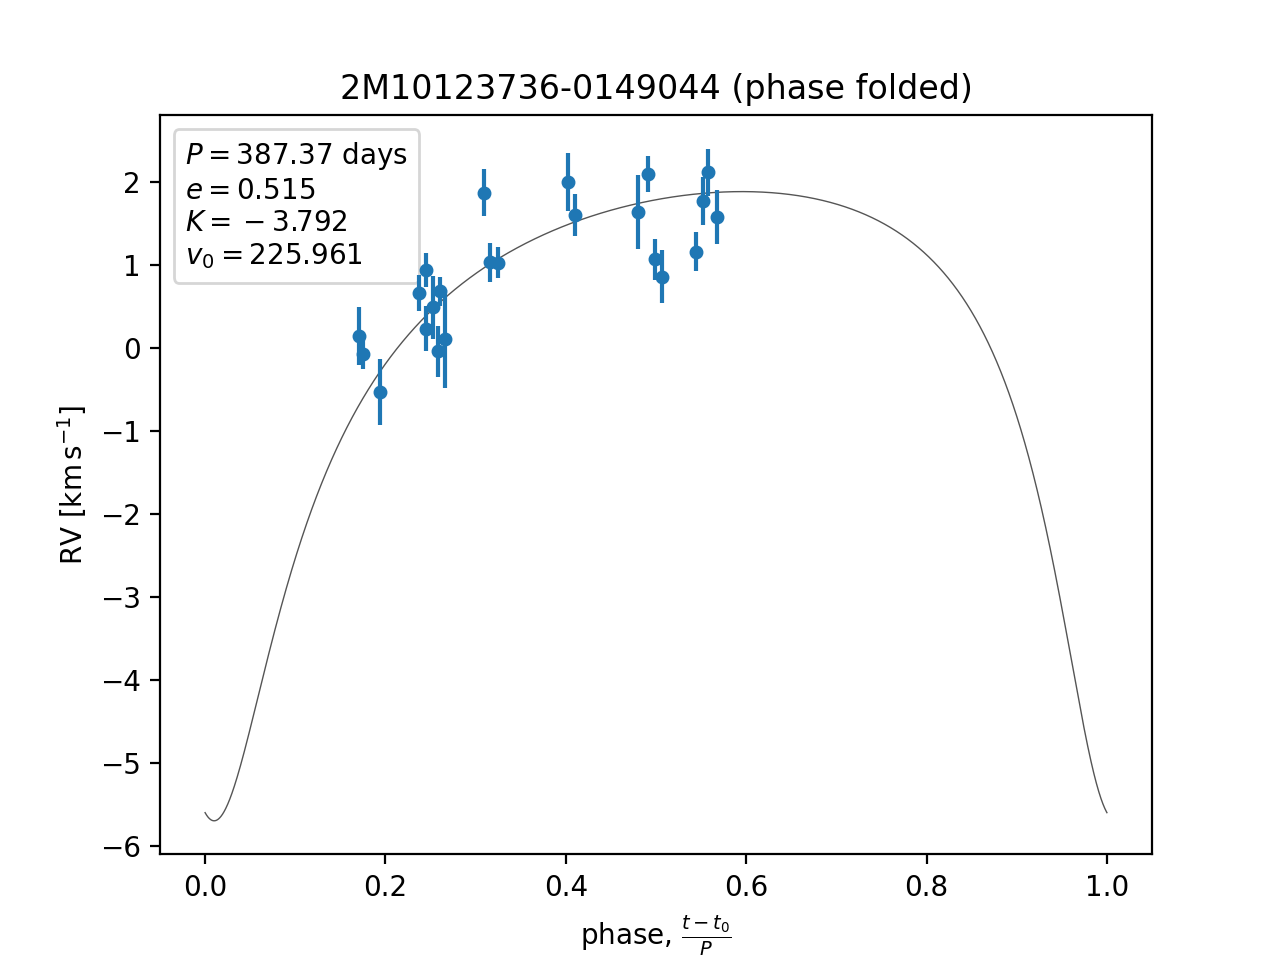 2M10123736-0149044 (phase folded)
P = 387.37 days
e = 0.515
K = −3.792
v₀ = 225.961
RV [km s⁻¹]
2
1
0
−1
−2
−3
−4
−5
−6
0.0 0.2 0.4 0.6 0.8 1.0
phase, (t − t₀)/P